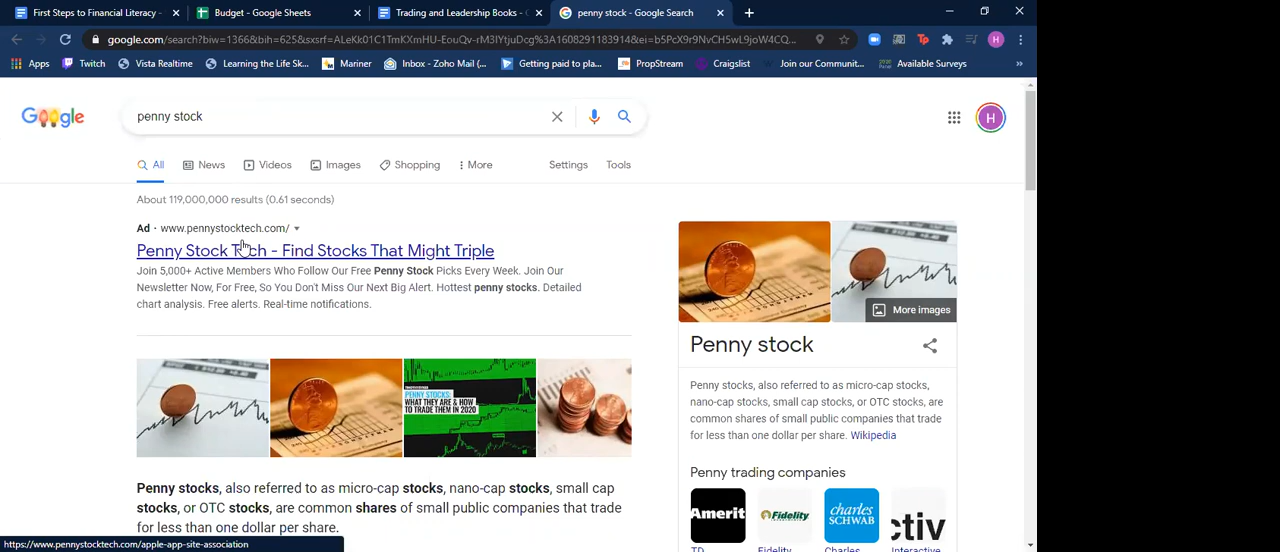 First Steps to Financial Literacy -
Budget - Google Sheets
Trading and Leadership Books -
penny stock - Google Search
google.com/search?biw=1366&bih=625&sxsrf=
Apps
Twitch
Vista Realtime
Learning the Life Sk...
Mariner
Inbox - Zoho Mail (...
Getting paid to pla...
PropStream
Craigslist
Join our Communit...
Available Surveys
»
H
Google
penny stock
H
All
News
Videos
Images
Shopping
More
Settings
Tools
About 119,000,000 results (0.61 seconds)
Ad · www.pennystocktech.com/
Penny Stock Tech - Find Stocks That Might Triple
Join 5,000+ Active Members Who Follow Our Free Penny Stock Picks Every Week. Join Our
Newsletter Now, For Free, So You Don't Miss Our Next Big Alert. Hottest penny stocks. Detailed
chart analysis. Free alerts. Real-time notifications.
PENNY STOCKS:
WHAT THEY ARE & HOW
TO TRADE THEM IN 2020
Penny stocks, also referred to as micro-cap stocks, nano-cap stocks, small cap
stocks, or OTC stocks, are common shares of small public companies that trade
for less than one dollar per share.
More images
Penny stock
Penny stocks, also referred to as micro-cap stocks,
nano-cap stocks, small cap stocks, or OTC stocks, are
common shares of small public companies that trade
for less than one dollar per share. Wikipedia
Penny trading companies
Amerit
Fidelity
charles
SCHWAB
ctiv
TD
Fidelity
Charles
Interactive
https://www.pennystocktech.com/apple-app-site-association